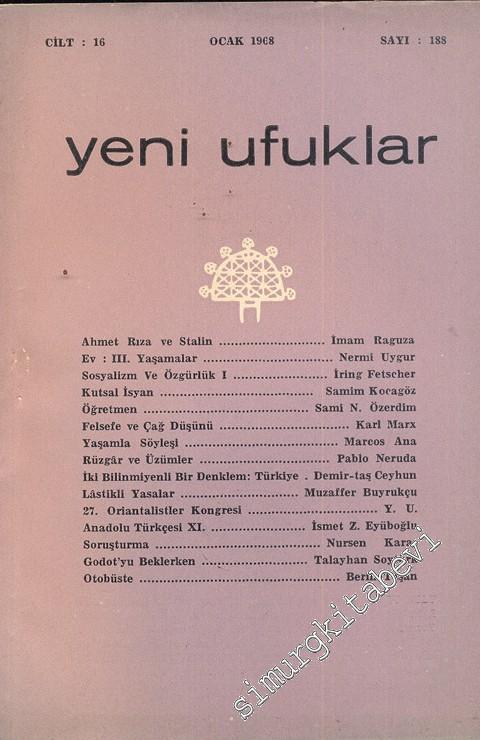 CİLT : 16 OCAK 1968 SAYI : 188
yeni ufuklar
Ahmet Rıza ve Stalin .......................... İmam Raguza
Ev : III. Yaşamalar ................................ Nermi Uygur
Sosyalizm Ve Özgürlük I ........................ İring Fetscher
Kutsal İsyan ........................................ Samim Kocagöz
Öğretmen ........................................... Sami N. Özerdim
Felsefe ve Çağ Düşünü ................................ Karl Marx
Yaşamla Söyleşi ....................................... Marcos Ana
Rüzgâr ve Üzümler ................................. Pablo Neruda
İki Bilinmiyenli Bir Denklem: Türkiye . Demir-taş Ceyhun
Lâstikli Yasalar ................................ Muzaffer Buyrukçu
27. Oriantalistler Kongresi ................................ Y. U.
Anadolu Türkçesi XI. ........................ İsmet Z. Eyüboğlu
Soruşturma ......................................... Nursen
Godot'yu Beklerken ............................ Talayhan
Otobüste ...................................................
simurgkitabevi